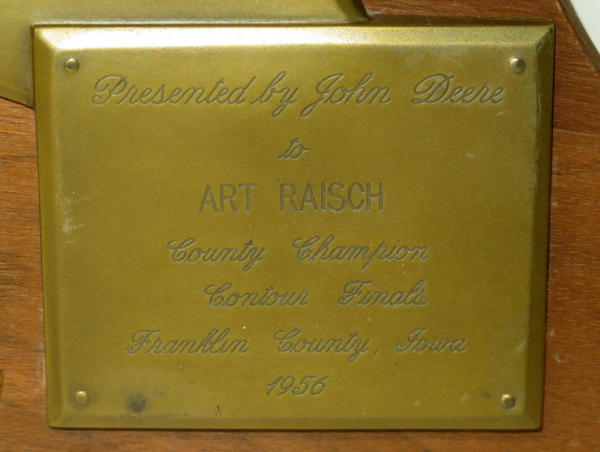 Presented by John Deere
to
ART RAISCH
County Champion
Contour Finals
Franklin County, Iowa
1956